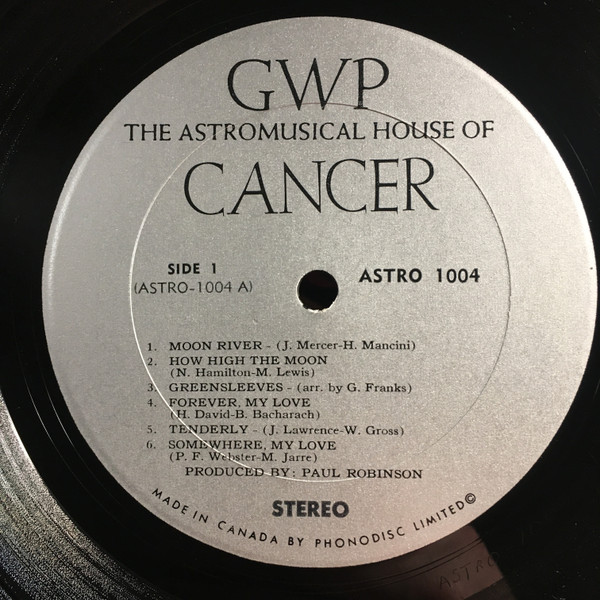 GWP
THE ASTROMUSICAL HOUSE OF
CANCER
SIDE 1
(ASTRO-1004 A)
ASTRO 1004
1. MOON RIVER - (J. Mercer-H. Mancini)
2. HOW HIGH THE MOON
(N. Hamilton-M. Lewis)
3. GREENSLEEVES - (arr. by G. Franks)
4. FOREVER, MY LOVE
(H. David-B. Bacharach)
5. TENDERLY - (J. Lawrence-W. Gross)
6. SOMEWHERE, MY LOVE
(P. F. Webster-M. Jarre)
PRODUCED BY: PAUL ROBINSON
STEREO
MADE IN CANADA BY PHONODISC LIMITED©
ASTRO